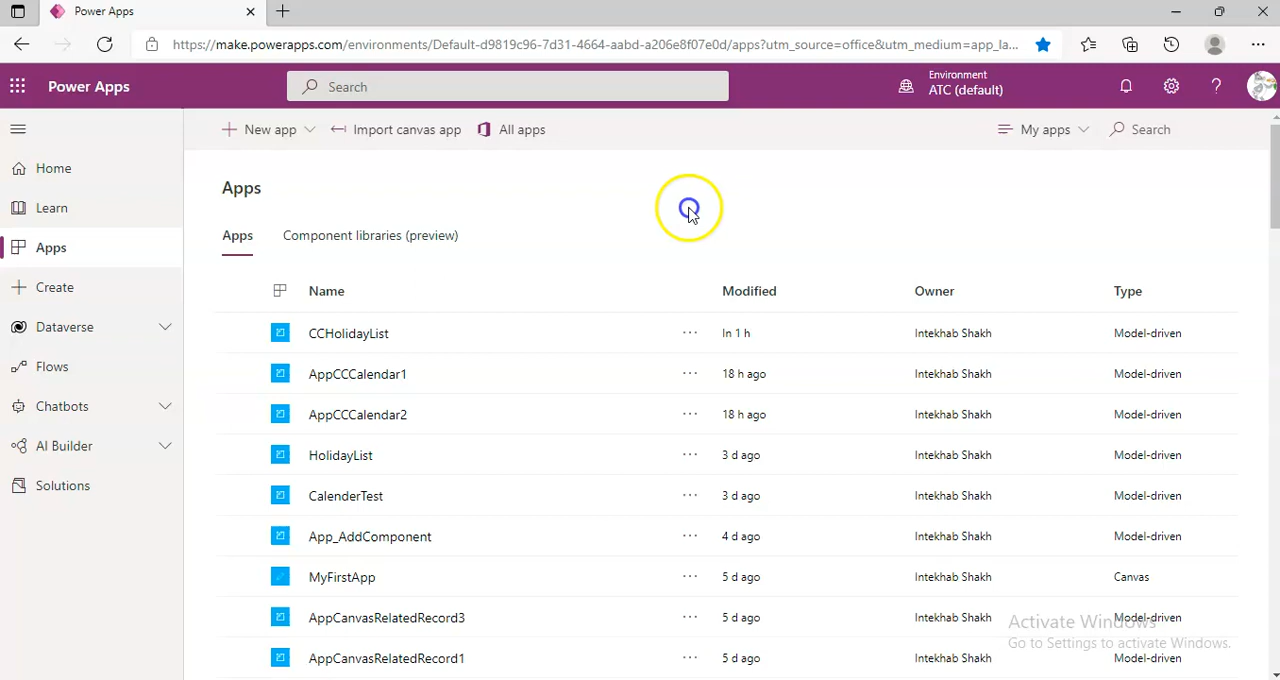 Power Apps
https://make.powerapps.com/environments/Default-d9819c96-7d31-4664-aabd-a206e8f07e0d/apps?utm_source=office&utm_medium=app_la...
Power Apps
Search
Environment
ATC (default)
New app
Import canvas app
All apps
My apps
Search
Home
Learn
Apps
Create
Dataverse
Flows
Chatbots
AI Builder
Solutions
Apps
Apps Component libraries (preview)
Name Modified Owner Type
CCHolidayList ··· In 1 h Intekhab Shakh Model-driven
AppCCCalendar1 ··· 18 h ago Intekhab Shakh Model-driven
AppCCCalendar2 ··· 18 h ago Intekhab Shakh Model-driven
HolidayList ··· 3 d ago Intekhab Shakh Model-driven
CalenderTest ··· 3 d ago Intekhab Shakh Model-driven
App_AddComponent ··· 4 d ago Intekhab Shakh Model-driven
MyFirstApp ··· 5 d ago Intekhab Shakh Canvas
AppCanvasRelatedRecord3 ··· 5 d ago Intekhab Shakh Model-driven
AppCanvasRelatedRecord1 ··· 5 d ago Intekhab Shakh Model-driven
Activate Windows
Go to Settings to activate Windows.